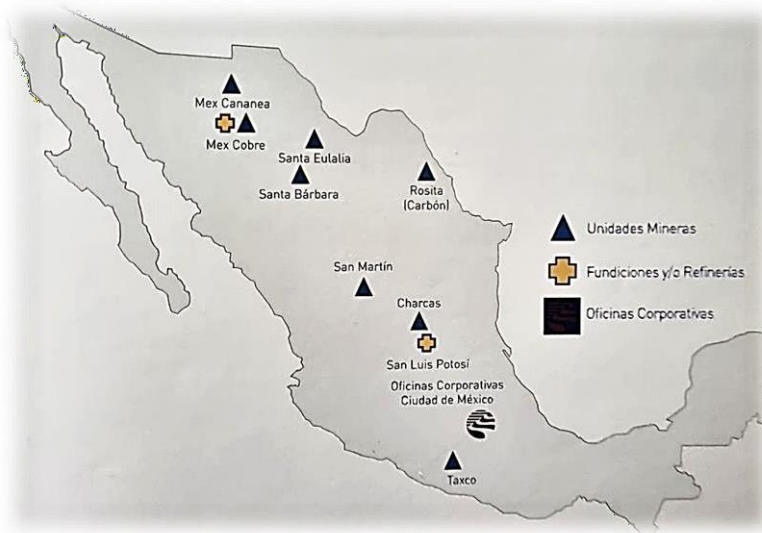 Mex Cananea
Mex Cobre
Santa Eulalia
Santa Bárbara
Rosita
(Carbón)
San Martín
Charcas
San Luis Potosí
Oficinas Corporativas
Ciudad de México
Taxco
Unidades Mineras
Fundiciones y/o Refinerías
Oficinas Corporativas